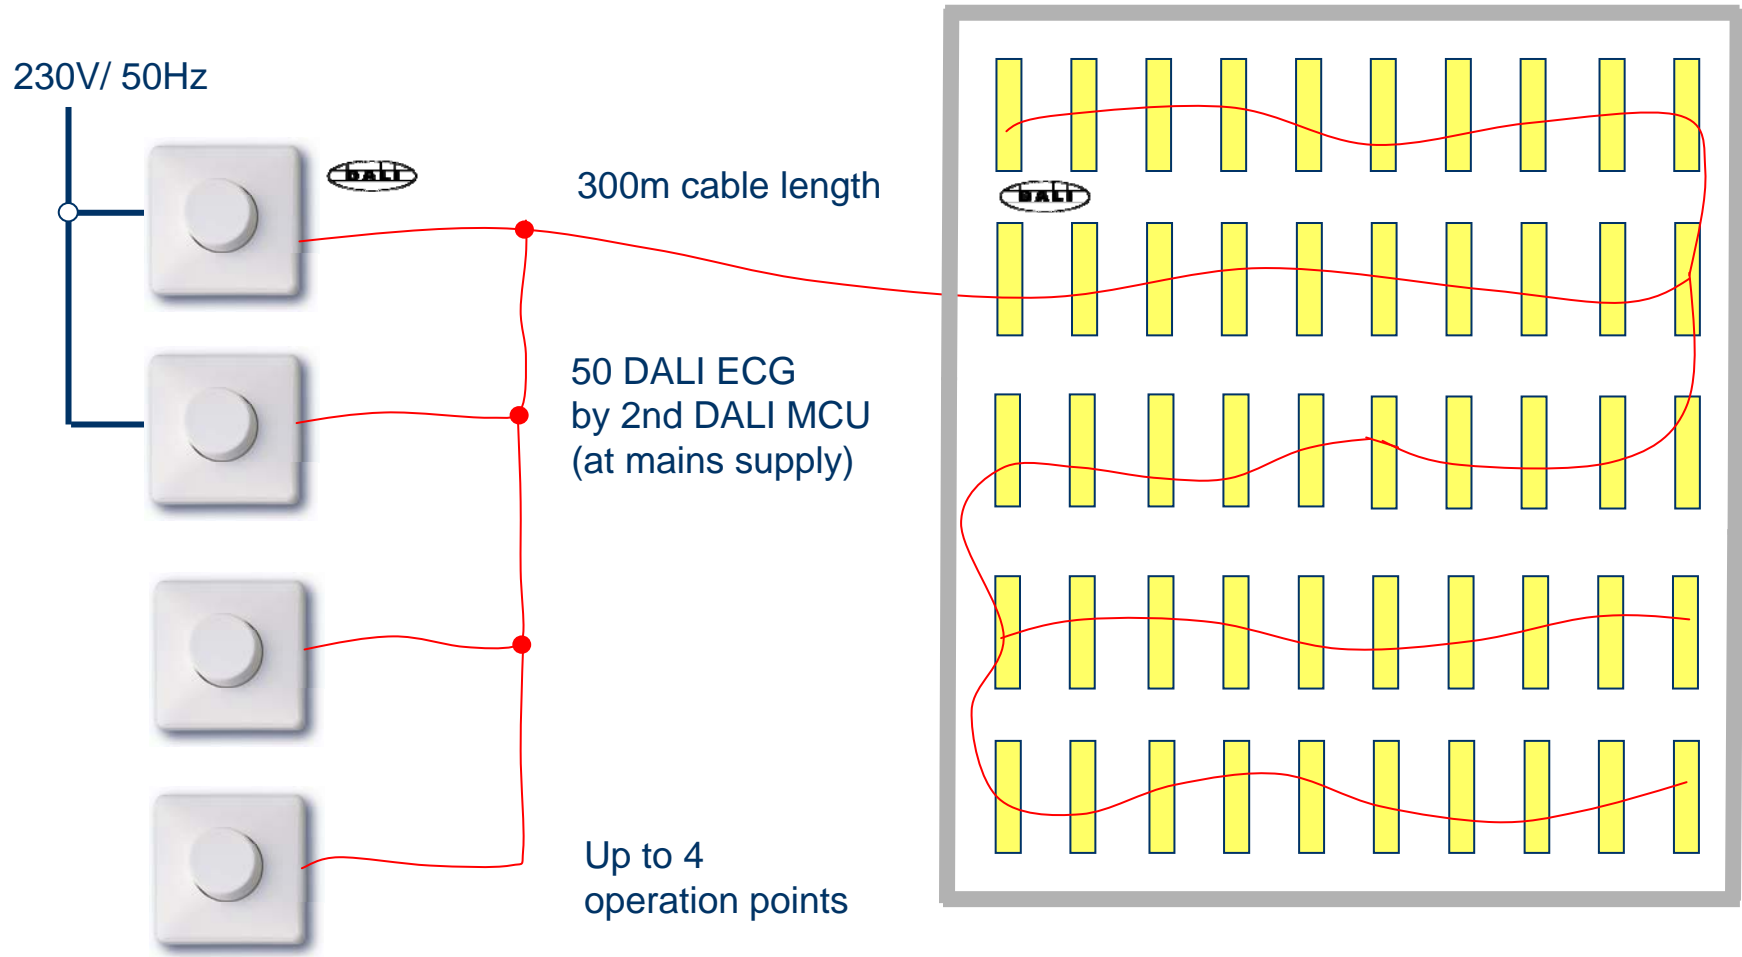 230V/ 50Hz
DALI
300m cable length
DALI
50 DALI ECG
by 2nd DALI MCU
(at mains supply)
Up to 4
operation points